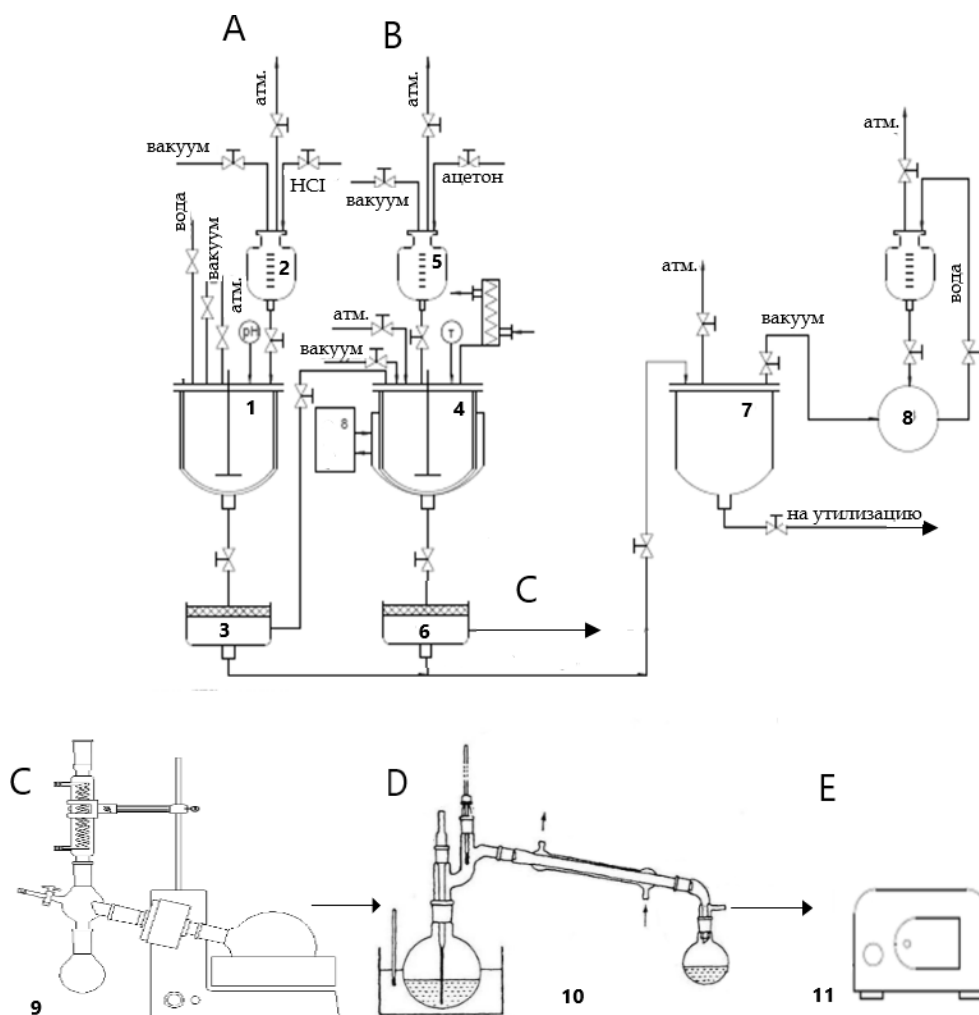 A
B
атм.
атм.
атм.
вакуум
HCl
ацетон
вакуум
вода
вакуум
атм.
2
5
pH
атм.
вакуум
T
атм.
вакуум
вода
1
4
7
8
8
на утилизацию
C
3
6
C
D
E
9
10
11